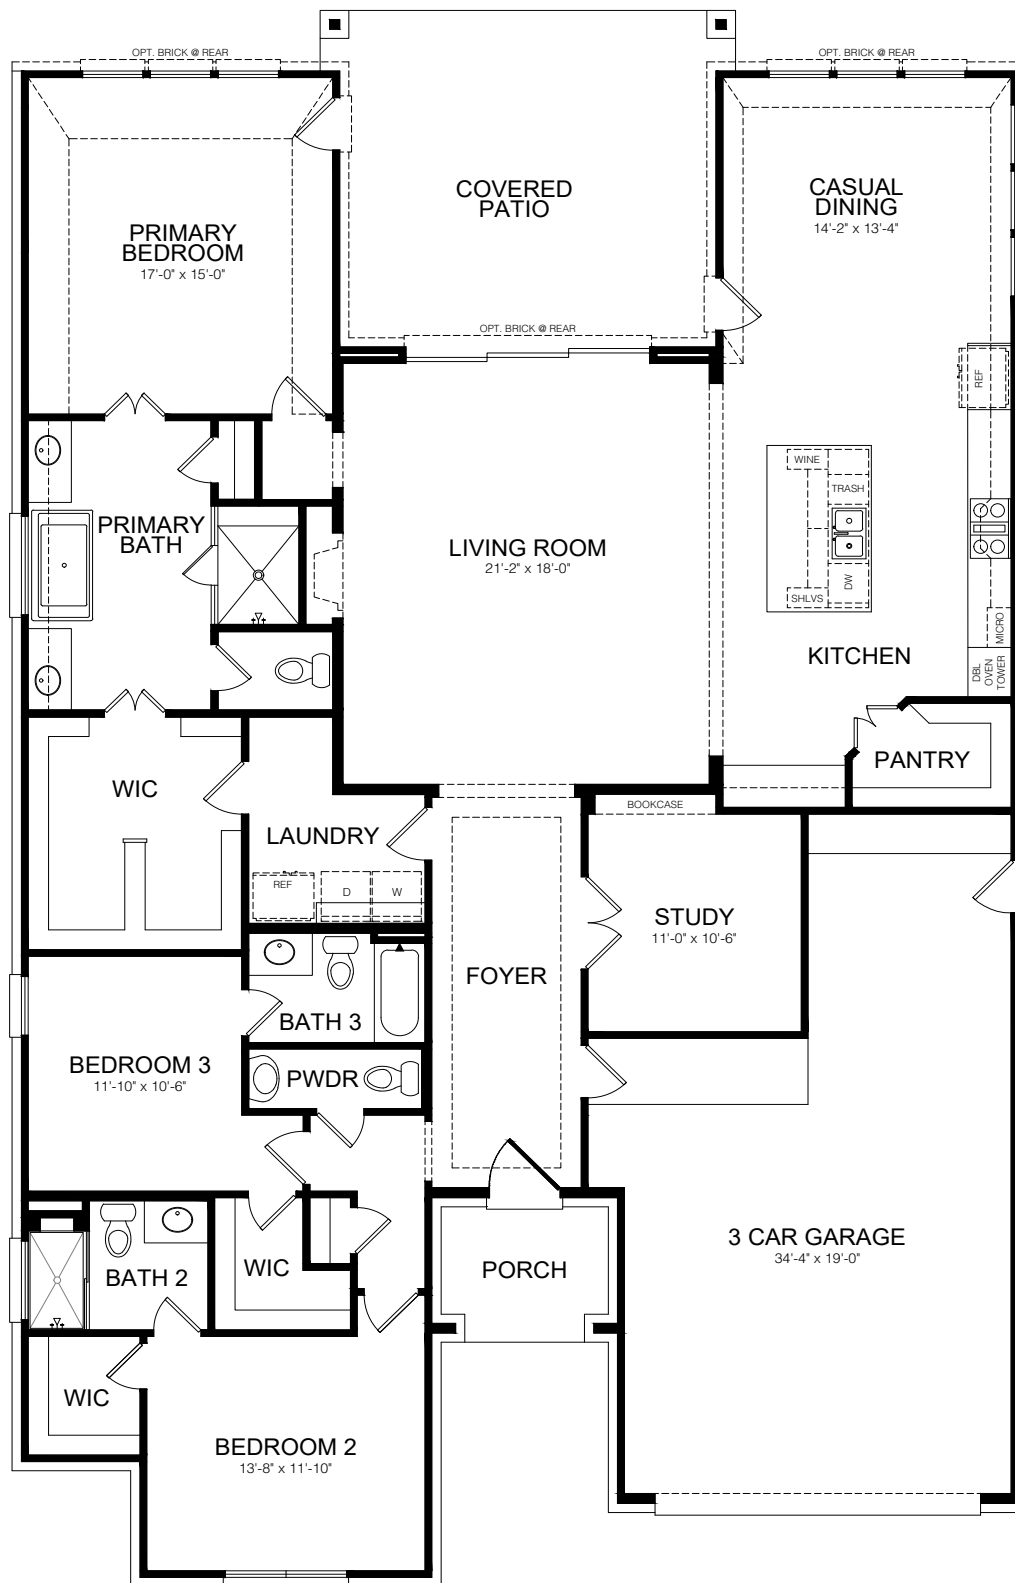 OPT. BRICK @ REAR
OPT. BRICK @ REAR
COVERED
PATIO
CASUAL
DINING
14'-2" x 13'-4"
PRIMARY
BEDROOM
17'-0" x 15'-0"
OPT. BRICK @ REAR
REF
WINE
TRASH
PRIMARY
BATH
LIVING ROOM
21'-2" x 18'-0"
DW
SHLVS
MICRO
KITCHEN
DBL
OVEN
TOWER
WIC
PANTRY
BOOKCASE
LAUNDRY
REF
D
W
STUDY
11'-0" x 10'-6"
FOYER
BATH 3
BEDROOM 3
11'-10" x 10'-6"
PWDR
3 CAR GARAGE
34'-4" x 19'-0"
WIC
PORCH
BATH 2
WIC
BEDROOM 2
13'-8" x 11'-10"